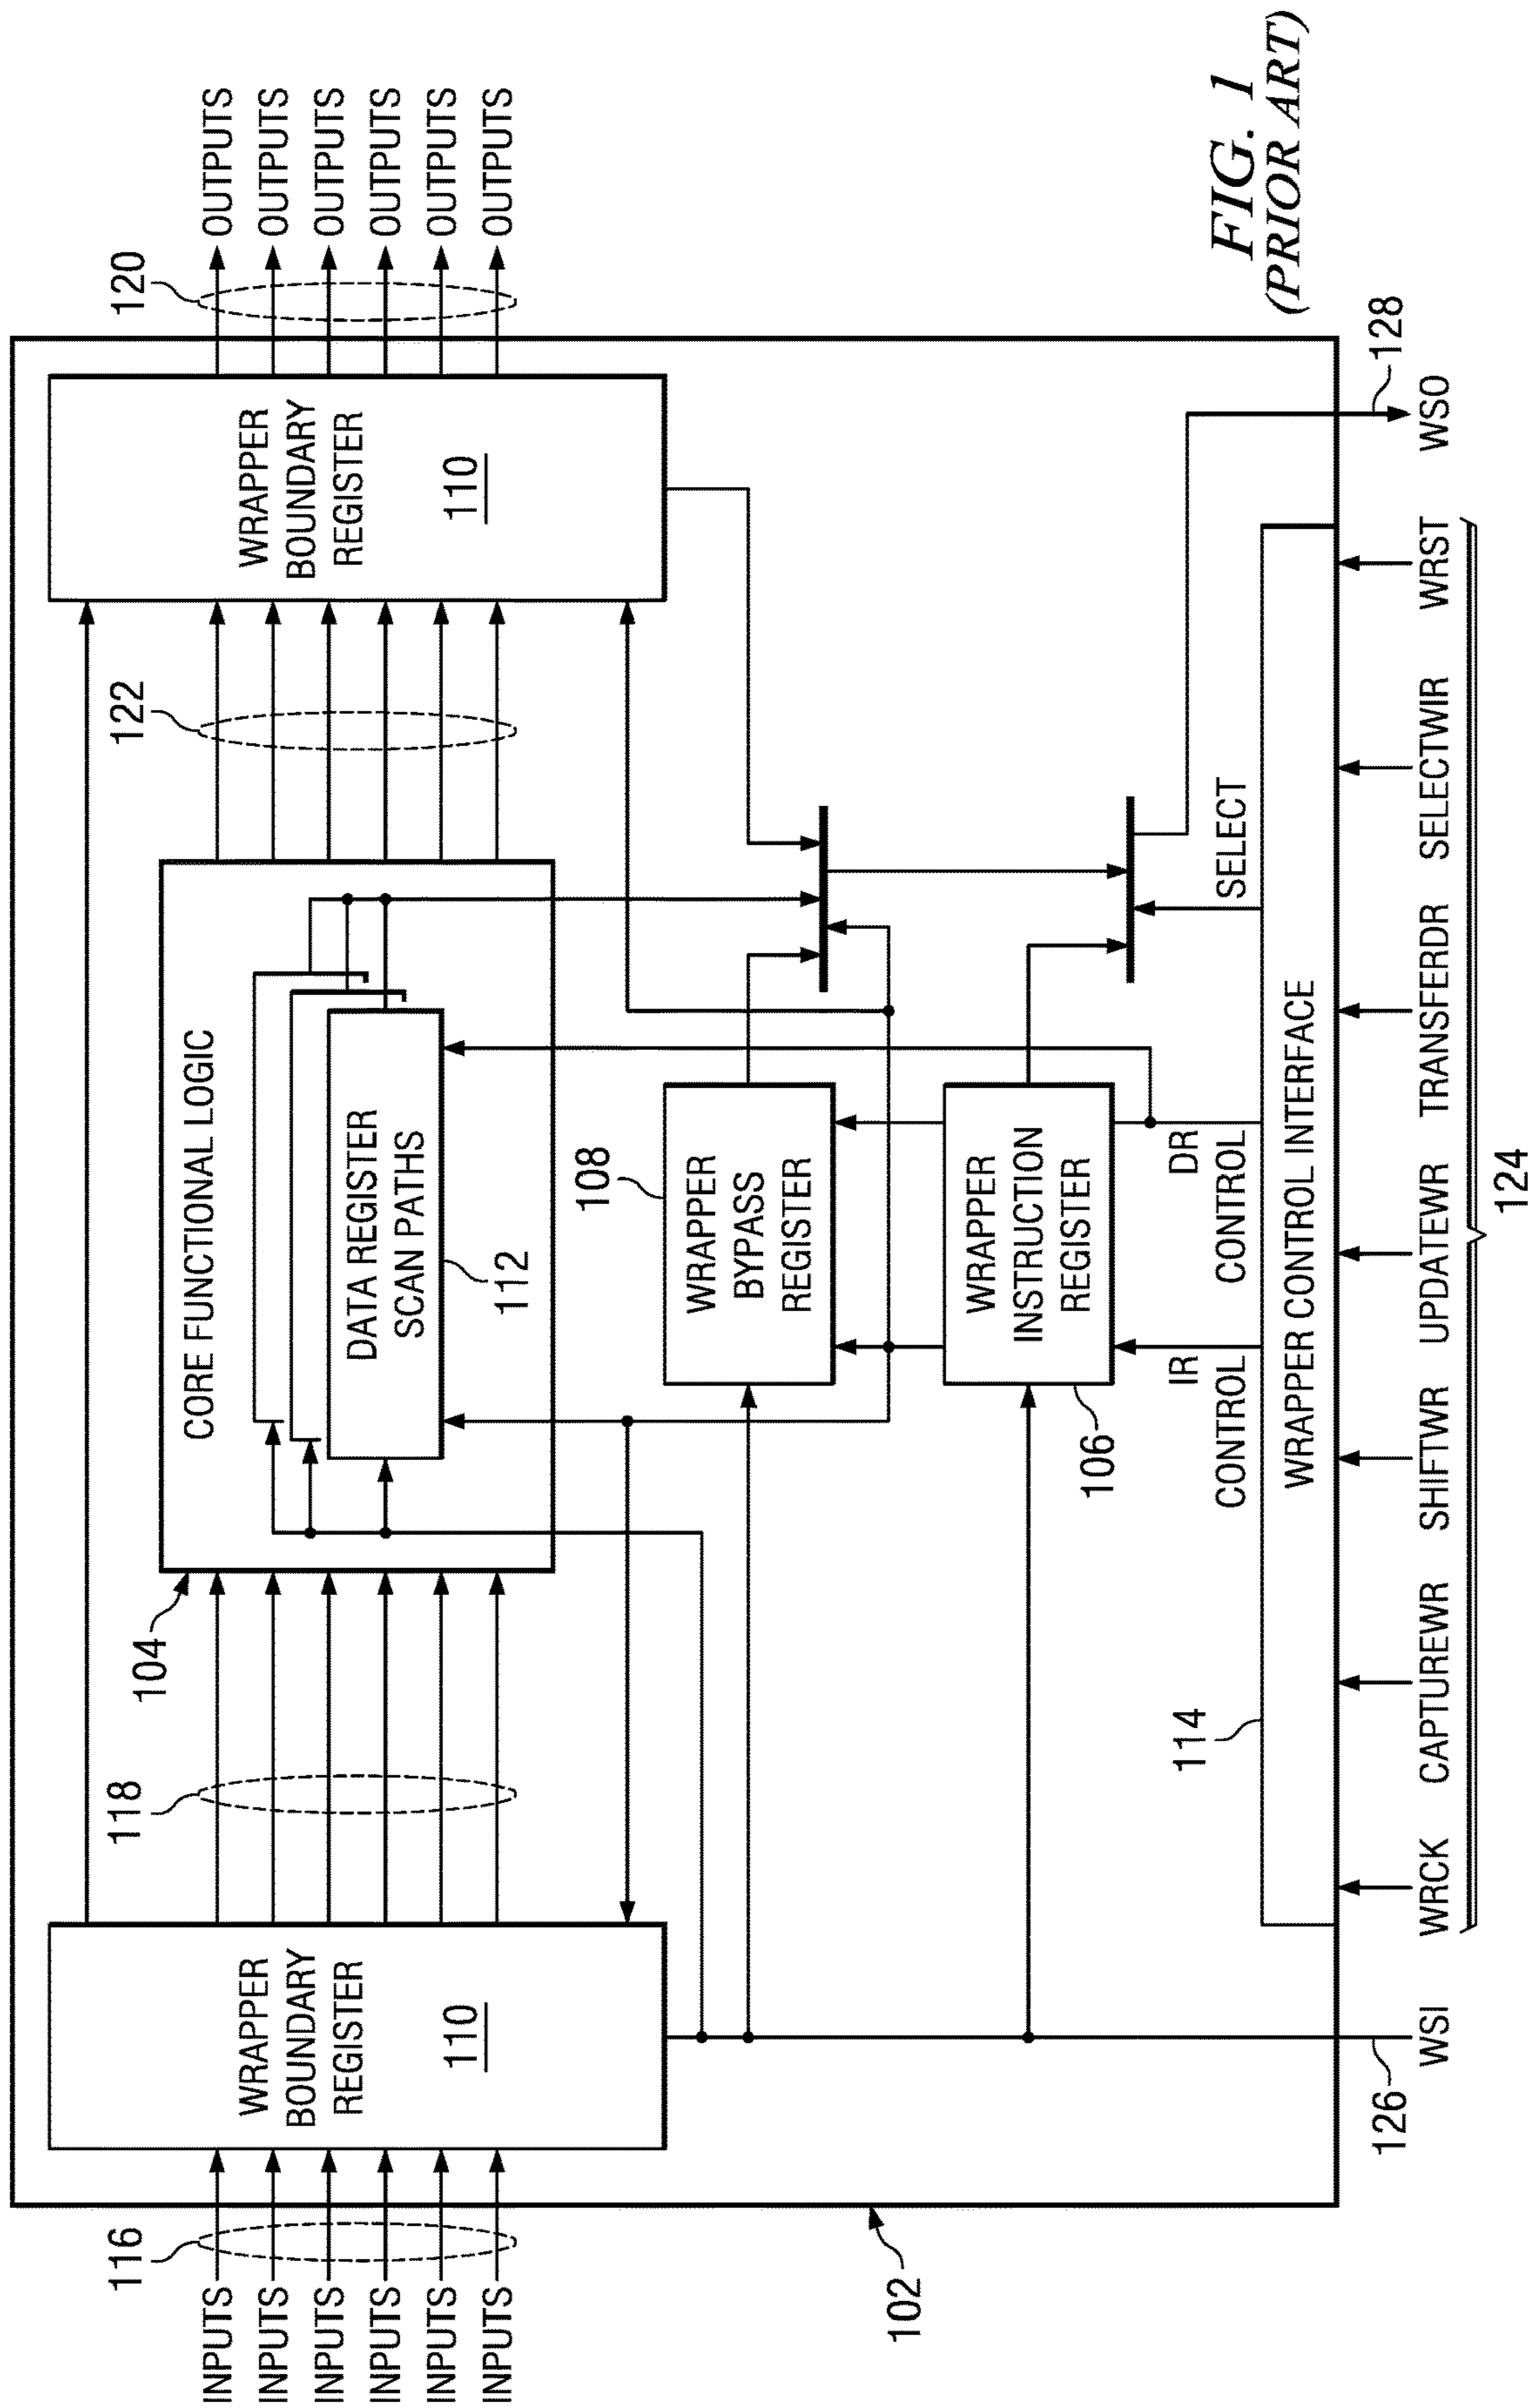 120
122
118
116
OUTPUTS
OUTPUTS
OUTPUTS
OUTPUTS
OUTPUTS
OUTPUTS
INPUTS
INPUTS
INPUTS
INPUTS
INPUTS
INPUTS
WRAPPER
BOUNDARY
REGISTER
110
104
CORE FUNCTIONAL LOGIC
DATA REGISTER
SCAN PATHS
112
WRAPPER
BOUNDARY
REGISTER
110
108
WRAPPER
BYPASS
REGISTER
WRAPPER
INSTRUCTION
REGISTER
106
IR
CONTROL
DR
CONTROL
SELECT
114
WRAPPER CONTROL INTERFACE
102
126
128
WSI
WRCK
CAPTUREWR
SHIFTWR
UPDATEWR
TRANSFERDR
SELECTWIR
WRST
WSO
124
FIG. 1
(PRIOR ART)